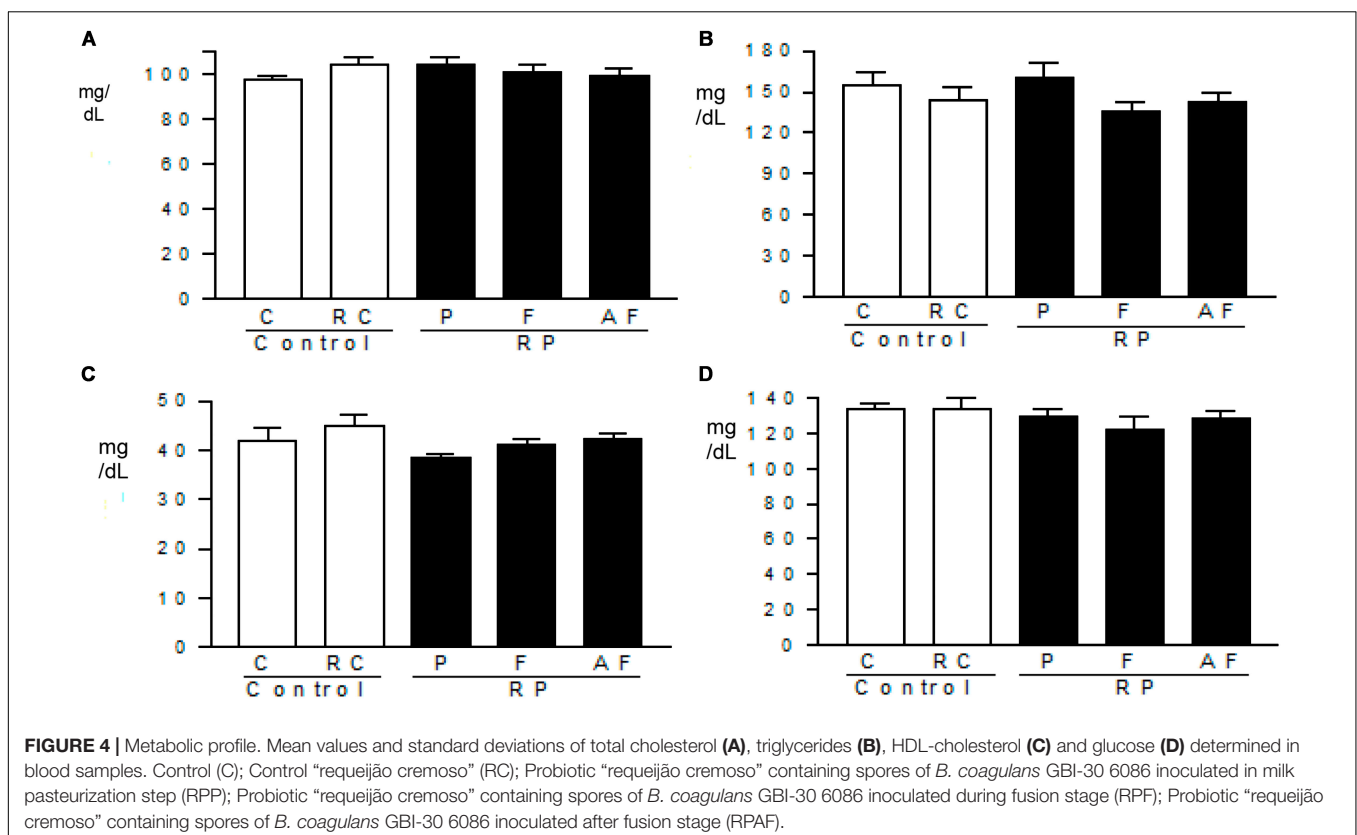 A
mg/
dL
100
80
60
40
20
0
C RC P F AF
Control RP
B
mg
/dL
180
150
120
90
60
30
0
C RC P F AF
Control RP
C
mg
/dL
50
40
30
20
10
0
C RC P F AF
Control RP
D
mg
/dL
140
120
100
80
60
40
20
0
C RC P F AF
Control RP
FIGURE 4 | Metabolic profile. Mean values and standard deviations of total cholesterol (A), triglycerides (B), HDL-cholesterol (C) and glucose (D) determined in
blood samples. Control (C); Control “requeijão cremoso” (RC); Probiotic “requeijão cremoso” containing spores of B. coagulans GBI-30 6086 inoculated in milk
pasteurization step (RPP); Probiotic “requeijão cremoso” containing spores of B. coagulans GBI-30 6086 inoculated during fusion stage (RPF); Probiotic “requeijão
cremoso” containing spores of B. coagulans GBI-30 6086 inoculated after fusion stage (RPAF).